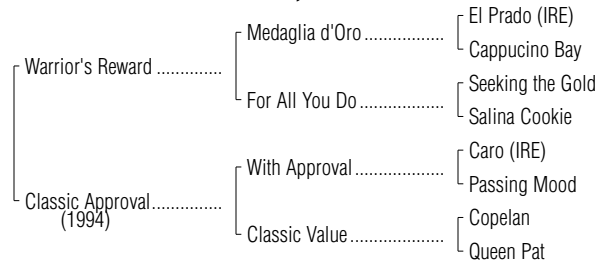 El Prado (IRE)
Medaglia d'Oro .................
Cappucino Bay
Warrior's Reward ..............
Seeking the Gold
For All You Do ..................
Salina Cookie
Caro (IRE)
With Approval ...................
Passing Mood
Classic Approval ...............
(1994)
Copelan
Classic Value ....................
Queen Pat